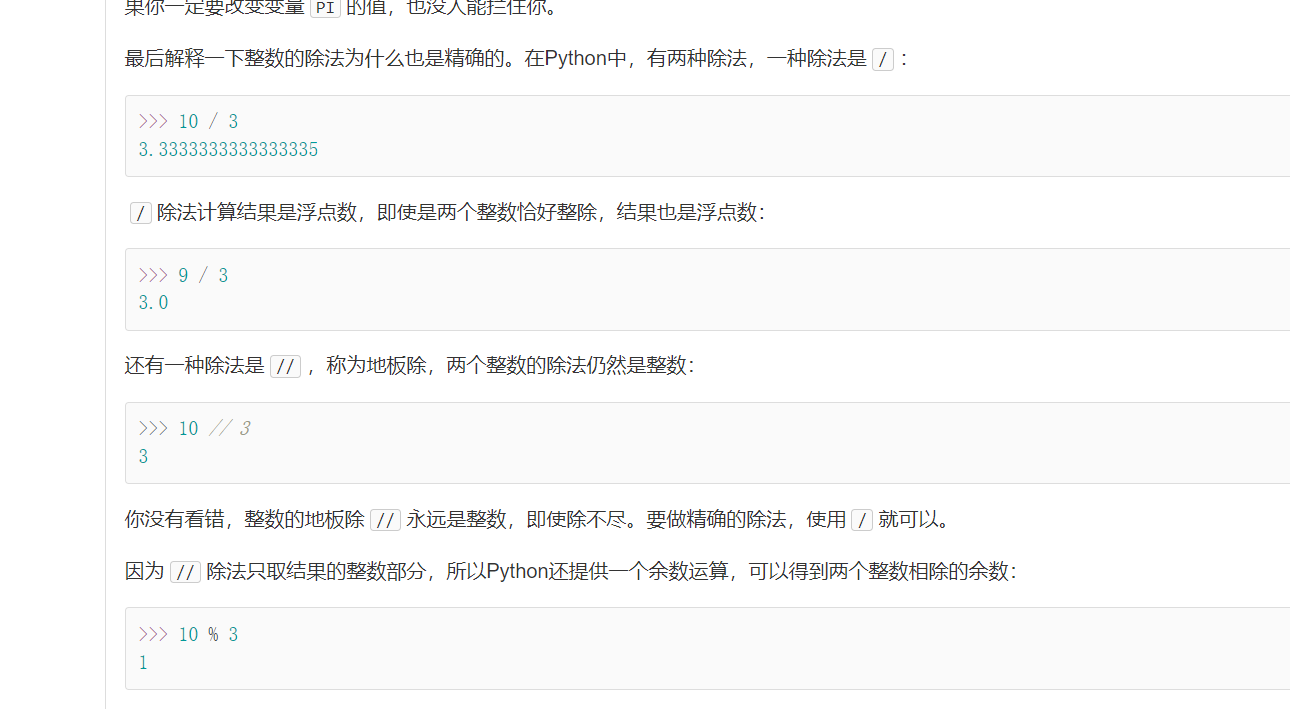 果你一定要改变变量 PI 的值，也没人能拦住你。
最后解释一下整数的除法为什么也是精确的。在Python中，有两种除法，一种除法是 / ：
>>> 10 / 3
3.3333333333333335
/ 除法计算结果是浮点数，即使是两个整数恰好整除，结果也是浮点数：
>>> 9 / 3
3.0
还有一种除法是 // ，称为地板除，两个整数的除法仍然是整数：
>>> 10 // 3
3
你没有看错，整数的地板除 // 永远是整数，即使除不尽。要做精确的除法，使用 / 就可以。
因为 // 除法只取结果的整数部分，所以Python还提供一个余数运算，可以得到两个整数相除的余数：
>>> 10 % 3
1